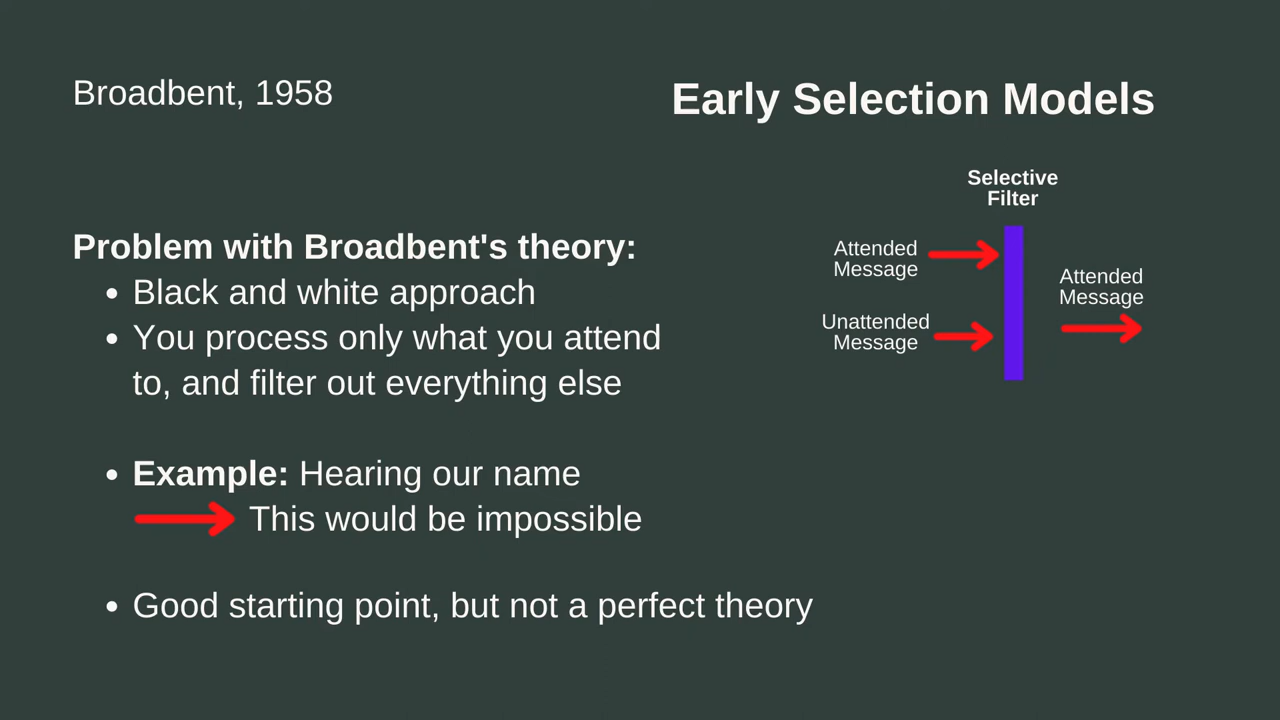 Broadbent, 1958
Early Selection Models
Problem with Broadbent's theory:
• Black and white approach
• You process only what you attend
to, and filter out everything else
• Example: Hearing our name
This would be impossible
• Good starting point, but not a perfect theory
Selective
Filter
Attended
Message
Unattended
Message
Attended
Message